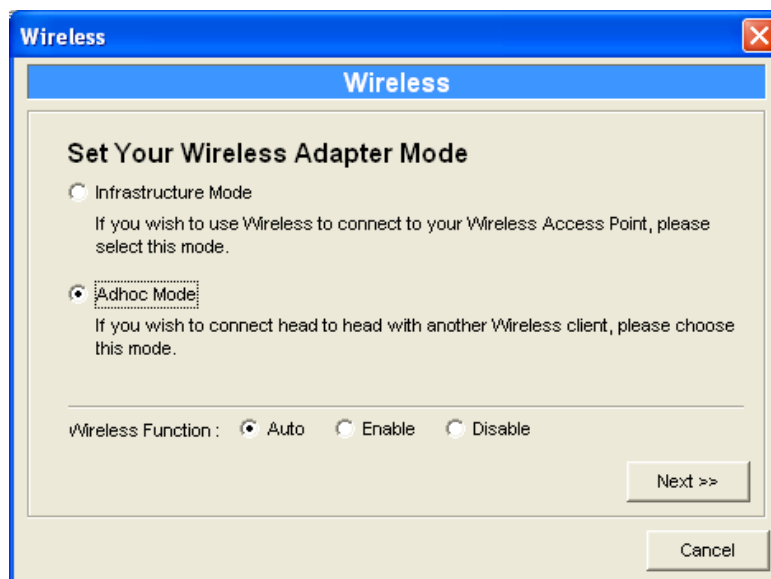 Wireless
Wireless
Set Your Wireless Adapter Mode
Infrastructure Mode
If you wish to use Wireless to connect to your Wireless Access Point, please
select this mode.
Adhoc Mode
If you wish to connect head to head with another Wireless client, please choose
this mode.
Wireless Function : Auto Enable Disable
Next >>
Cancel